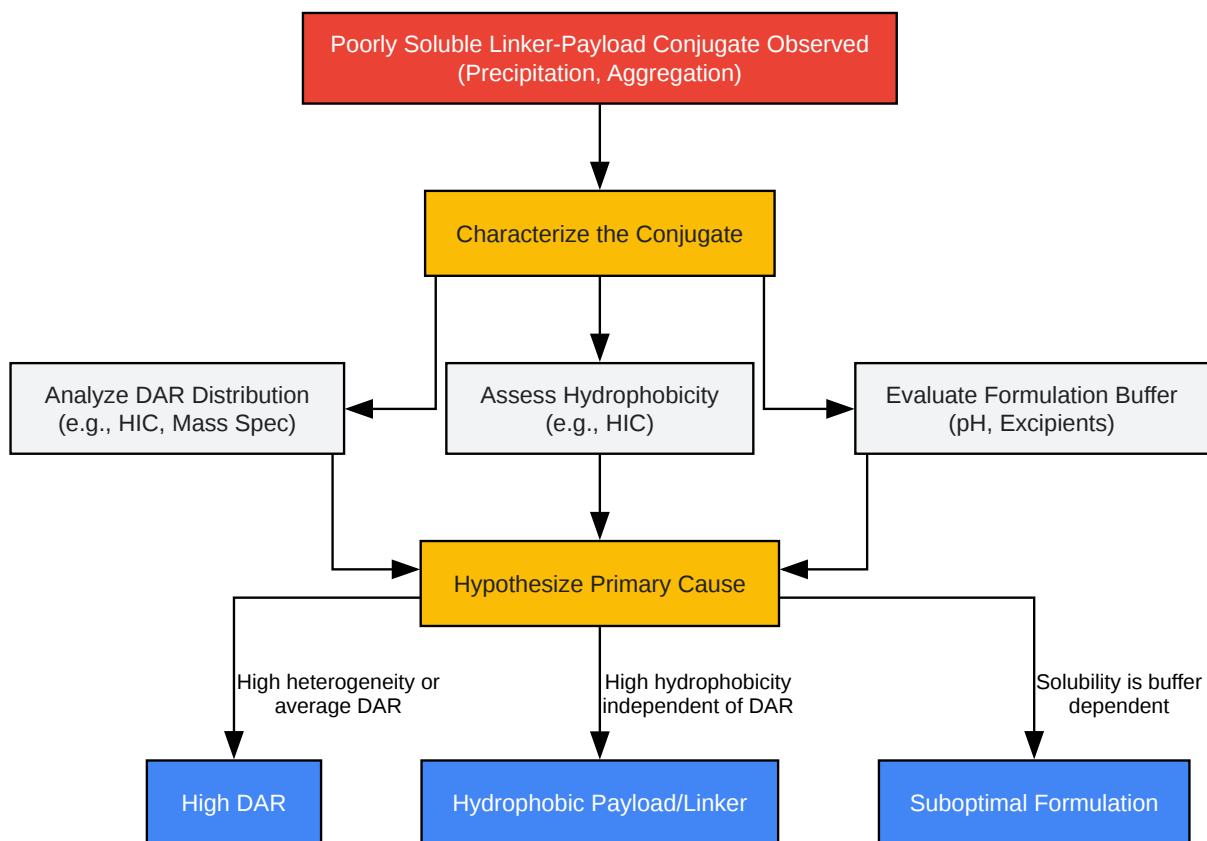 Poorly Soluble Linker-Payload Conjugate Observed
(Precipitation, Aggregation)
Characterize the Conjugate
Analyze DAR Distribution
(e.g., HIC, Mass Spec)
Assess Hydrophobicity
(e.g., HIC)
Evaluate Formulation Buffer
(pH, Excipients)
Hypothesize Primary Cause
High heterogeneity or
average DAR
High hydrophobicity
independent of DAR
Solubility is buffer
dependent
High DAR
Hydrophobic Payload/Linker
Suboptimal Formulation